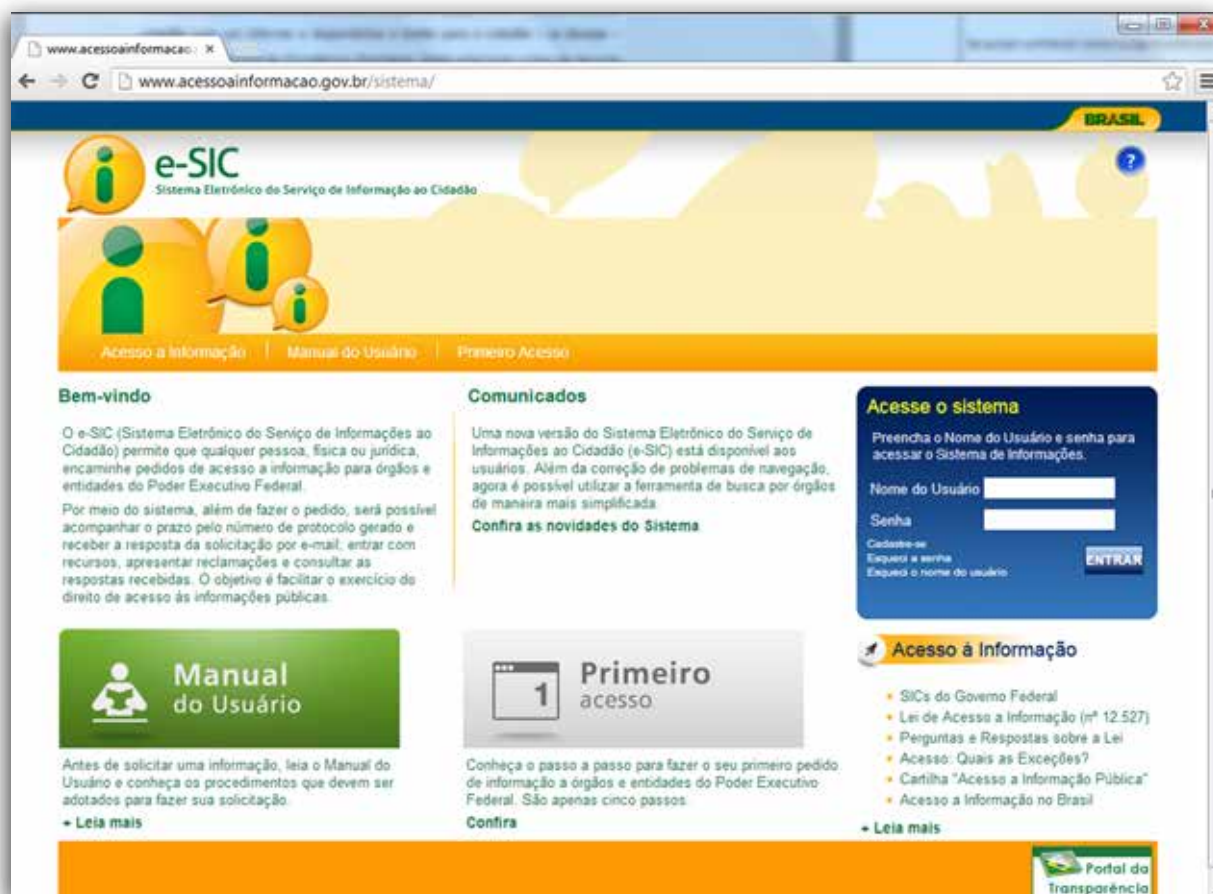 www.acessoainformacao.
www.acessoainformacao.gov.br/sistema/
BRASIL
e-SIC
Sistema Eletrônico do Serviço de Informação ao Cidadão
?
Acesso a Informação
Manual do Usuário
Primeiro Acesso
Bem-vindo
O e-SIC (Sistema Eletrônico do Serviço de Informações ao
Cidadão) permite que qualquer pessoa, física ou jurídica,
encaminhe pedidos de acesso a informação para órgãos e
entidades do Poder Executivo Federal.
Por meio do sistema, além de fazer o pedido, será possível
acompanhar o prazo pelo número de protocolo gerado e
receber a resposta da solicitação por e-mail; entrar com
recursos, apresentar reclamações e consultar as
respostas recebidas. O objetivo é facilitar o exercício do
direito de acesso às informações públicas.
Comunicados
Uma nova versão do Sistema Eletrônico do Serviço de
Informações ao Cidadão (e-SIC) está disponível aos
usuários. Além da correção de problemas de navegação,
agora é possível utilizar a ferramenta de busca por órgãos
de maneira mais simplificada.
Confira as novidades do Sistema
Acesse o sistema
Preencha o Nome do Usuário e senha para
acessar o Sistema de Informações.
Nome do Usuário
Senha
Cadastre-se
Esqueci a senha
Esqueci o nome do usuário
ENTRAR
Manual
do Usuário
Antes de solicitar uma informação, leia o Manual do
Usuário e conheça os procedimentos que devem ser
adotados para fazer sua solicitação.
+ Leia mais
1
Primeiro
acesso
Conheça o passo a passo para fazer o seu primeiro pedido
de informação a órgãos e entidades do Poder Executivo
Federal. São apenas cinco passos.
Confira
Acesso à Informação
SICs do Governo Federal
Lei de Acesso a Informação (nº 12.527)
Perguntas e Respostas sobre a Lei
Acesso: Quais as Exceções?
Cartilha "Acesso a Informação Pública"
Acesso a Informação no Brasil
+ Leia mais
Portal da
Transparência